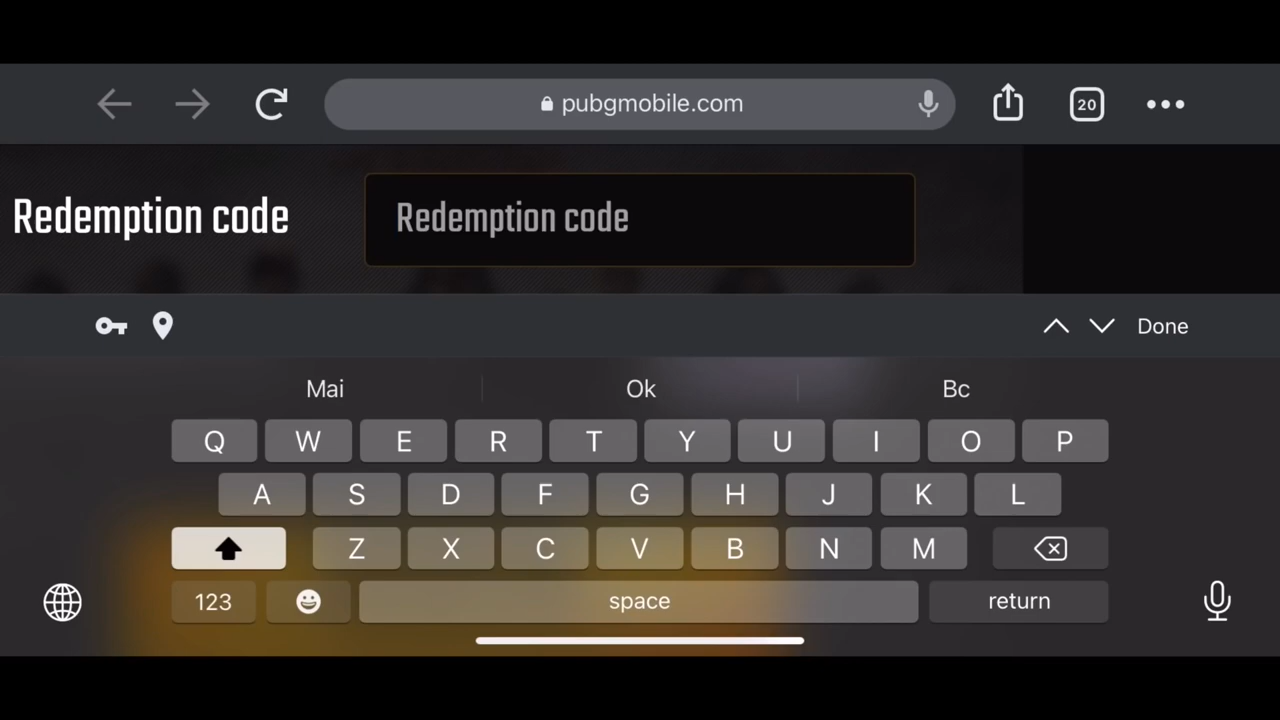 pubgmobile.com
20
Redemption code
Redemption code
Done
Mai Ok Bc
Q W E R T Y U I O P
A S D F G H J K L
Z X C V B N M
123 space return